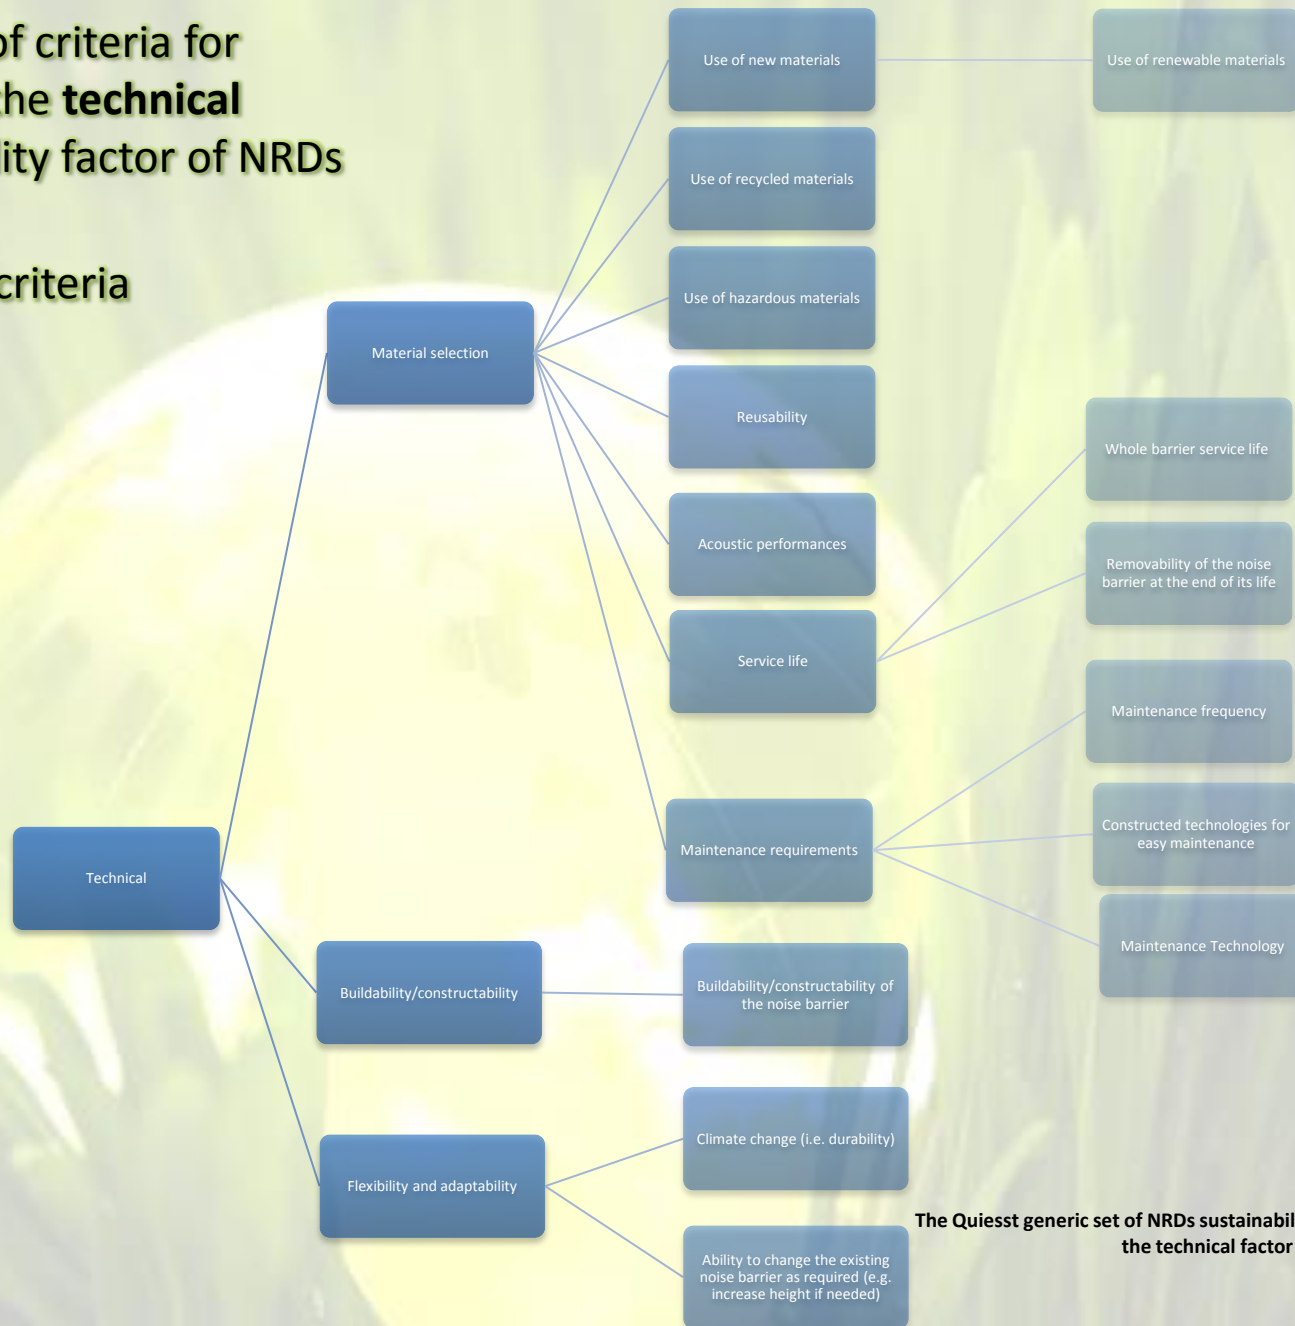 of criteria for
the technical
lity factor of NRDs
criteria
Use of new materials
Use of renewable materials
Use of recycled materials
Use of hazardous materials
Material selection
Reusability
Whole barrier service life
Acoustic performances
Removability of the noise
barrier at the end of its life
Service life
Maintenance frequency
Maintenance requirements
Constructed technologies for
easy maintenance
Technical
Maintenance Technology
Buildability/constructability
Buildability/constructability of
the noise barrier
Climate change (i.e. durability)
Flexibility and adaptability
Ability to change the existing
noise barrier as required (e.g.
increase height if needed)
The Quiesst generic set of NRDs sustainabil
the technical factor